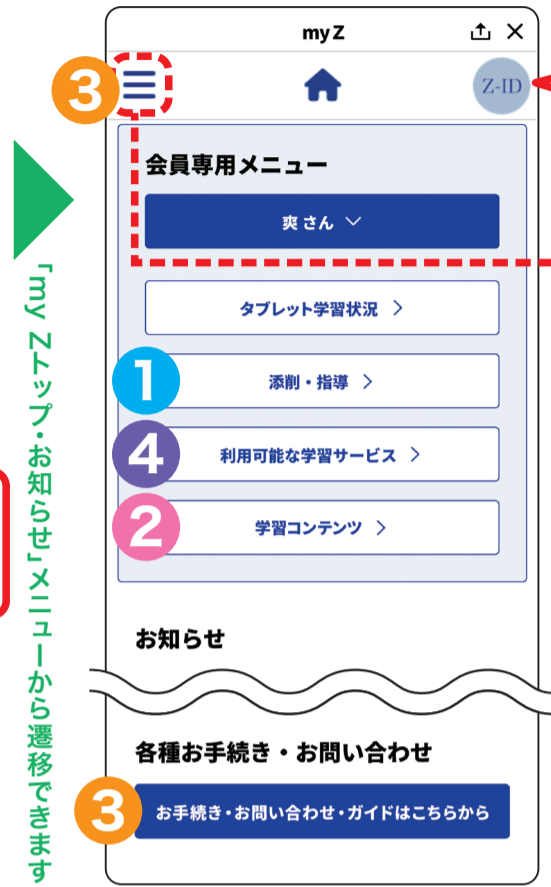 my Z
3
Z-ID
会員専用メニュー
爽 さん
タブレット学習状況
1
添削・指導
4
利用可能な学習サービス
2
学習コンテンツ
お知らせ
各種お手続き・お問い合わせ
3
お手続き・お問い合わせ・ガイドはこちらから
「my Zトップ・お知らせ」メニューから遷移できます